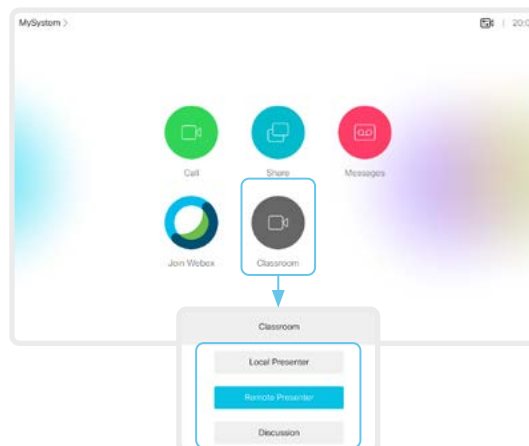 MySystem >
20:0
Call
Share
Messages
Join Webex
Classroom
Classroom
Local Presenter
Remote Presenter
Discussion